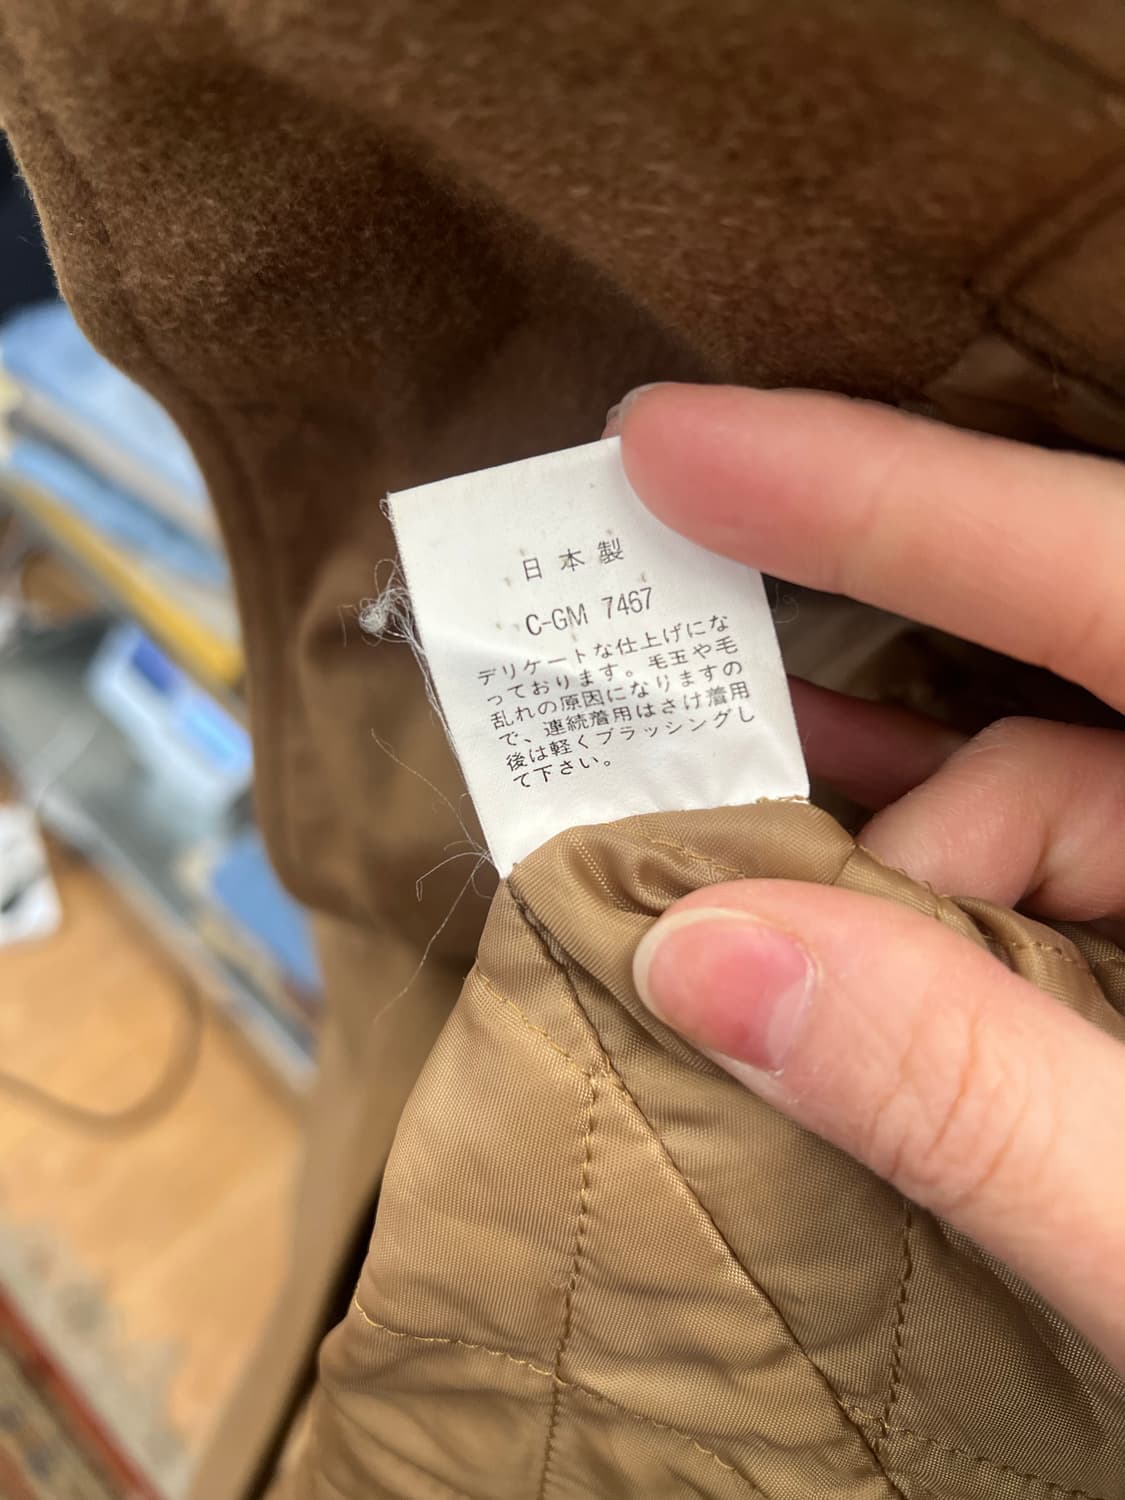 日本製
C-GM 7467
デリケートな仕上げにな
っております。毛玉や毛
乱れの原因になりますの
で、連続着用はさけ着用
後は軽くブラッシングし
て下さい。